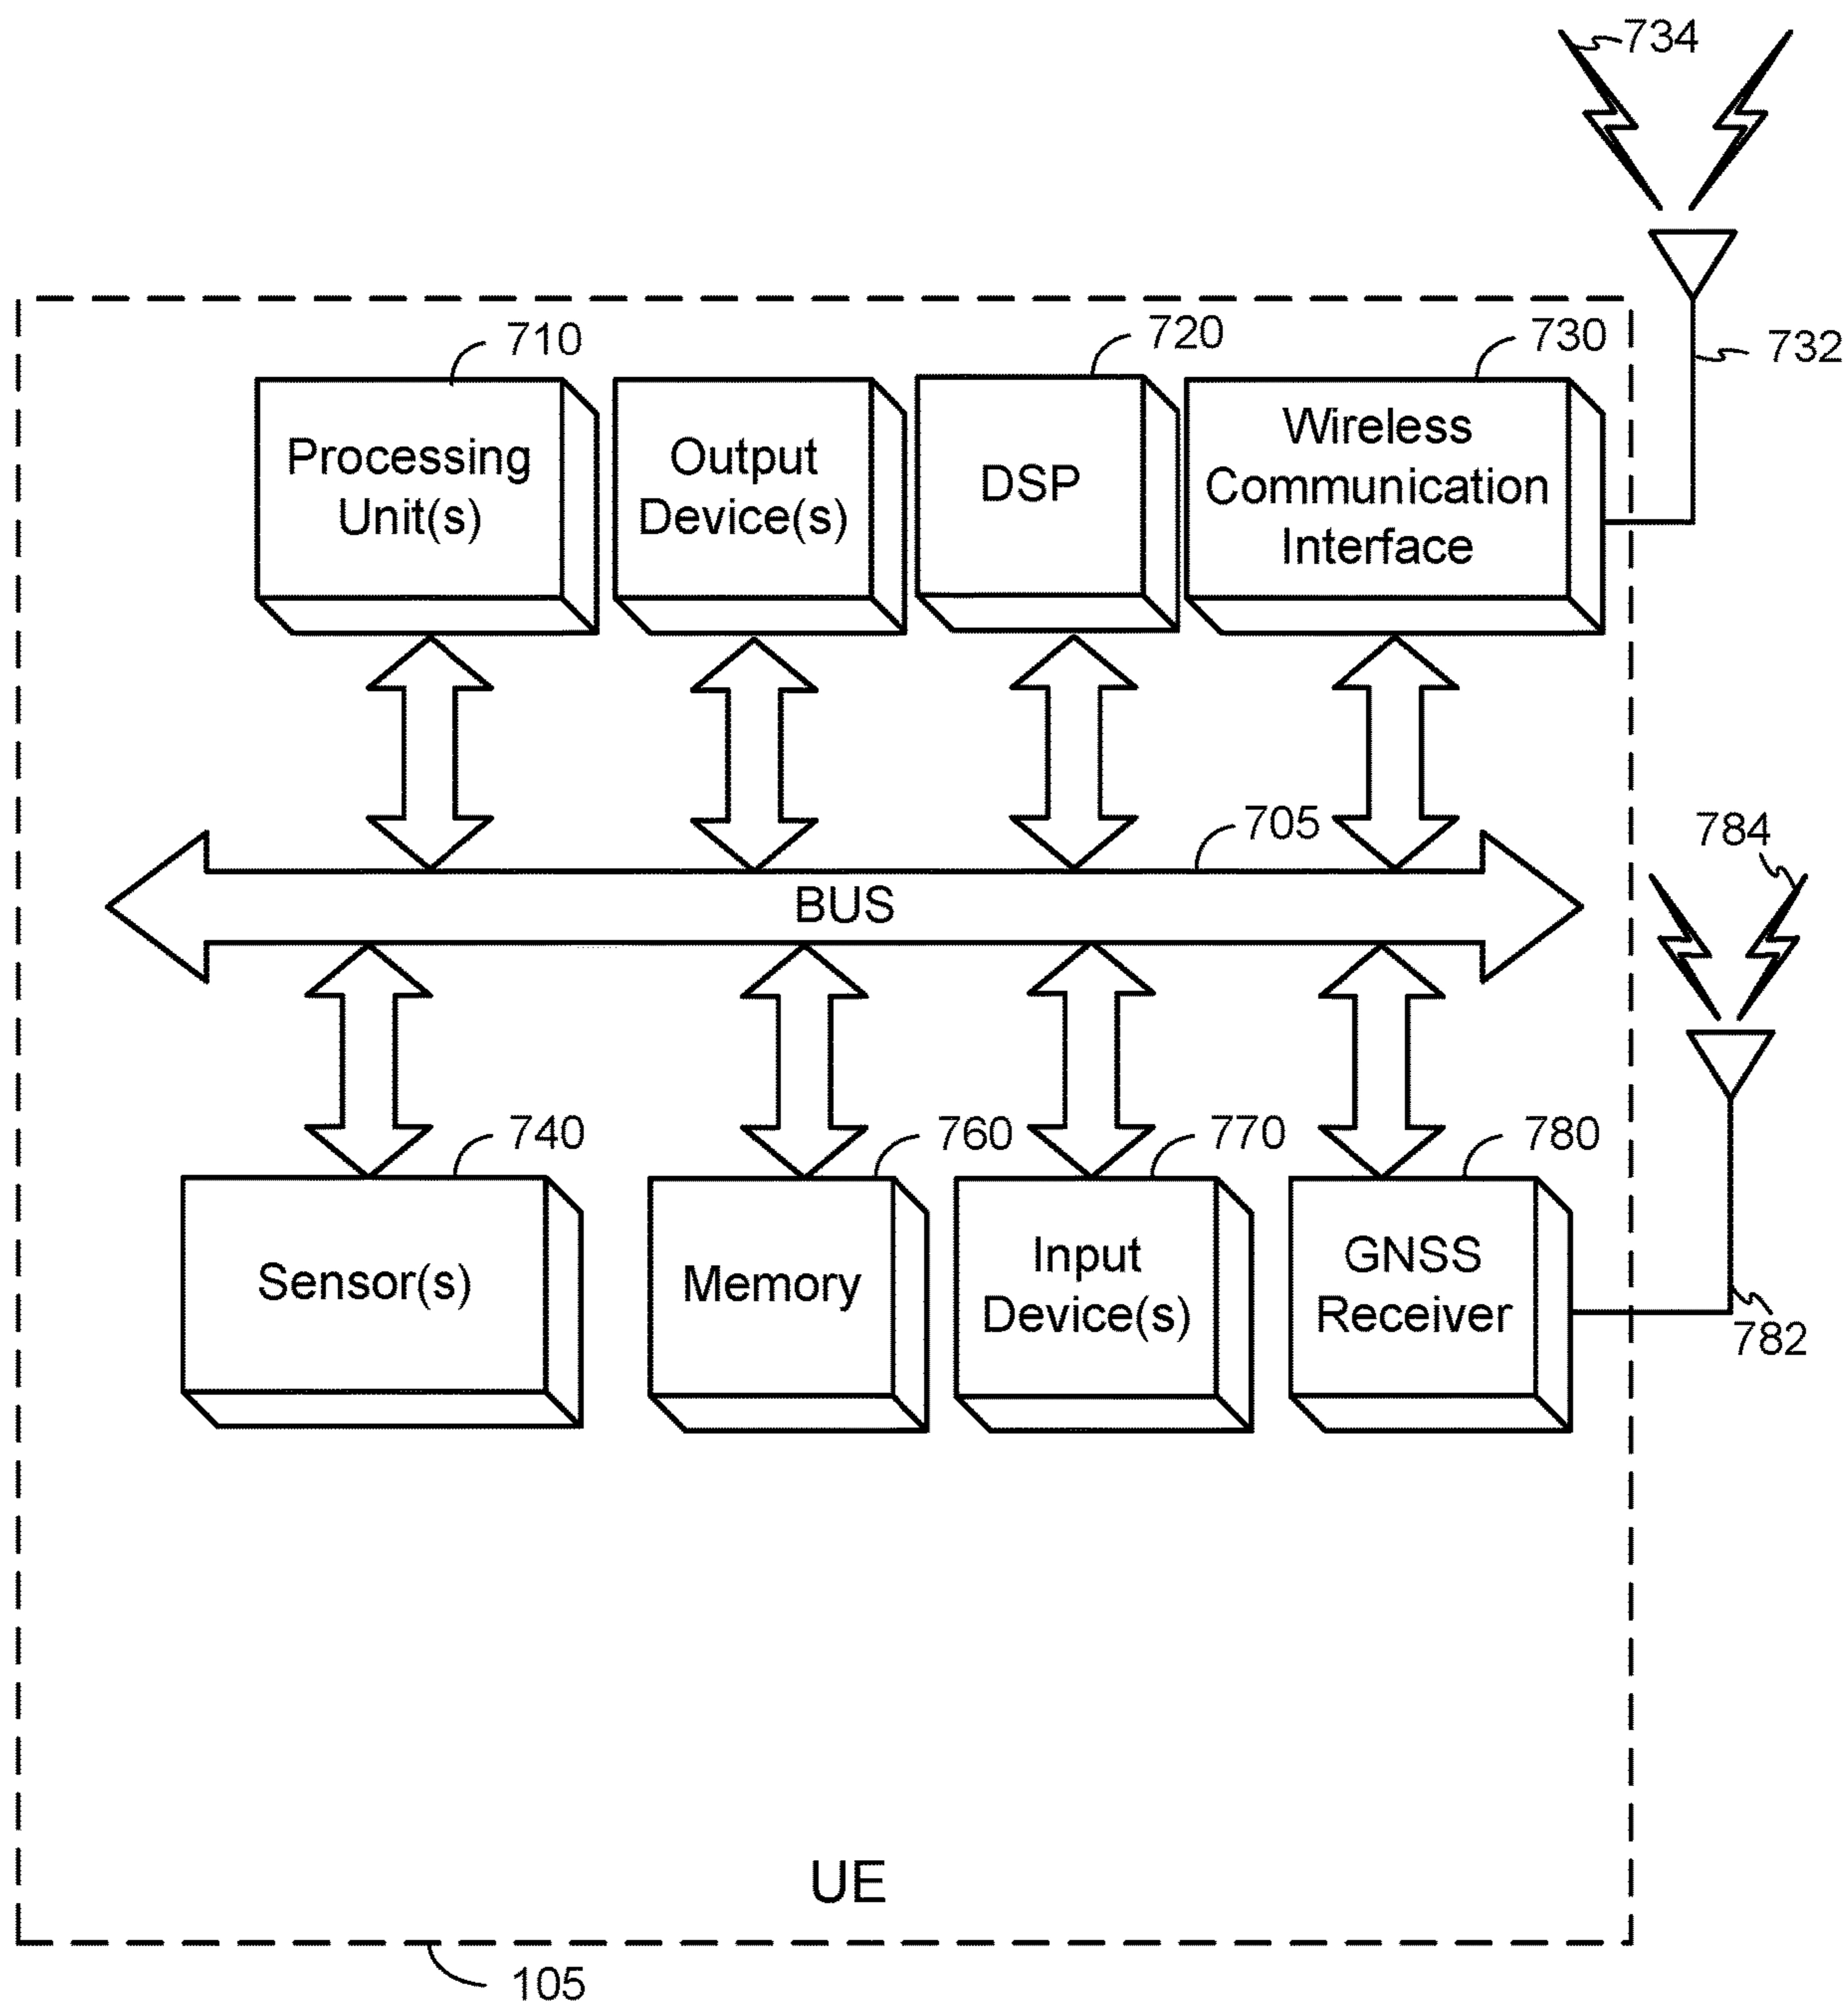 734
710
720
730
732
Processing
Unit(s)
Output
Device(s)
DSP
Wireless
Communication
Interface
705
BUS
784
740
760
770
780
Sensor(s)
Memory
Input
Device(s)
GNSS
Receiver
782
UE
105